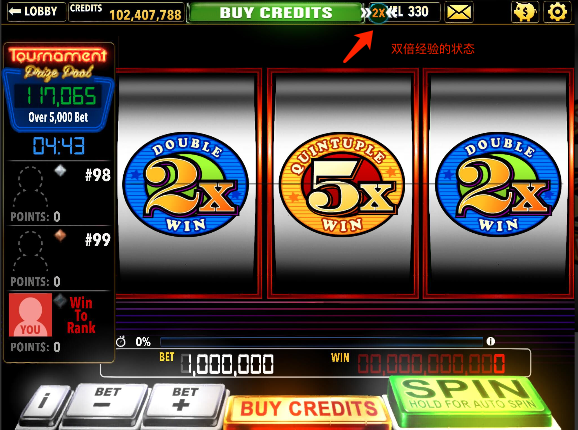 LOBBY
CREDITS 102,407,788
BUY CREDITS
2X
EL 330
双倍经验的状态
Tournament
Prize Pool
117,065
Over 5,000 Bet
04:43
#98
POINTS: 0
#99
POINTS: 0
YOU
Win
To
Rank
POINTS: 0
DOUBLE
2x
WIN
QUINTUPLE
5x
WIN
DOUBLE
2x
WIN
0%
BET 1,000,000
WIN 00,000,000,000
i
BET
−
BET
+
BUY CREDITS
SPIN
HOLD FOR AUTO SPIN